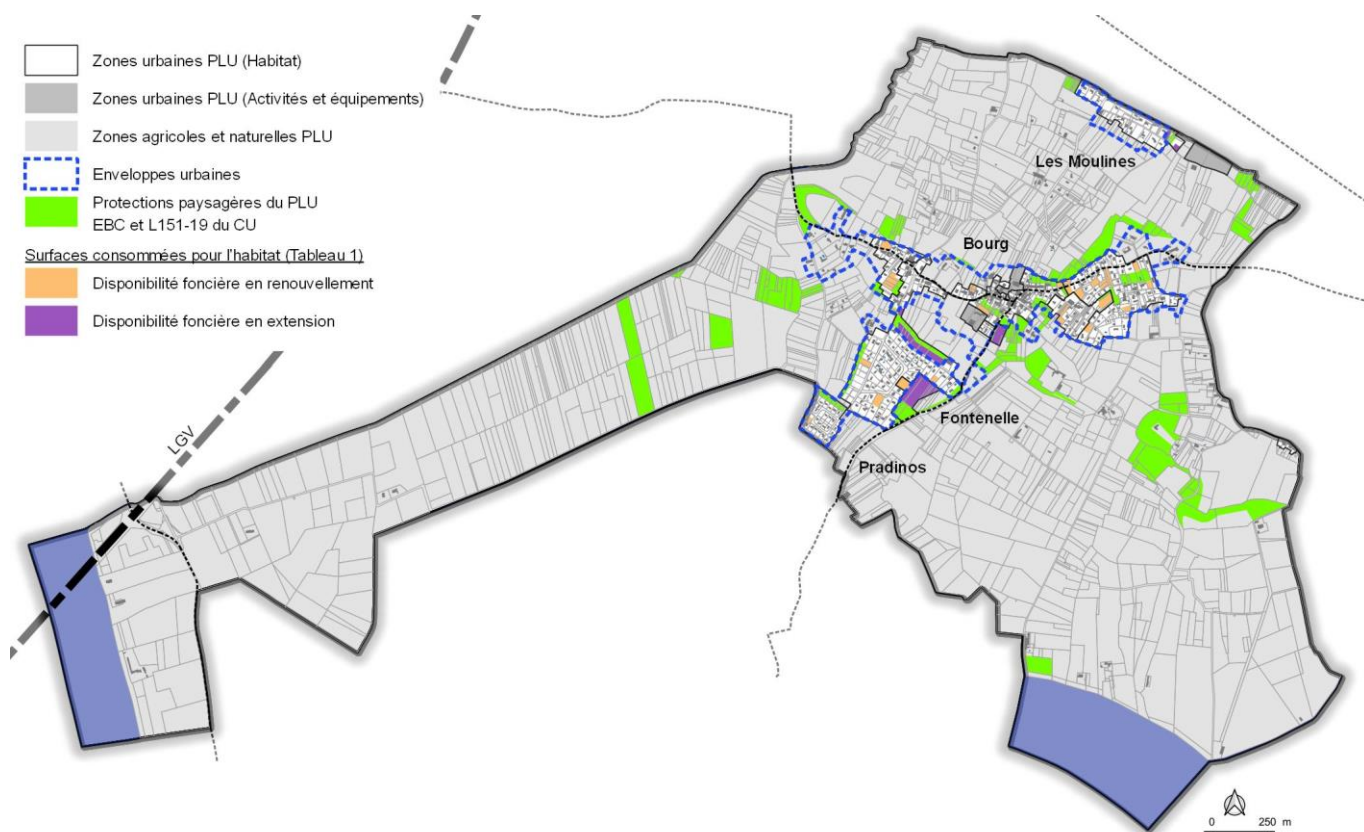 Zones urbaines PLU (Habitat)
Zones urbaines PLU (Activités et équipements)
Zones agricoles et naturelles PLU
Enveloppes urbaines
Protections paysagères du PLU
EBC et L151-19 du CU
Surfaces consommées pour l'habitat (Tableau 1)
Disponibilité foncière en renouvellement
Disponibilité foncière en extension
Les Moulines
Bourg
Fontenelle
Pradinos
LGV
0 250 m